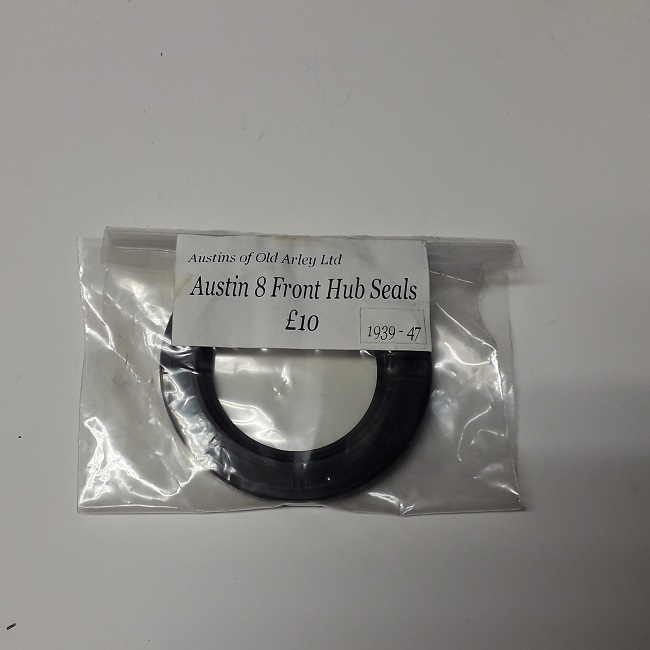 Austins of Old Arley Ltd
Austin 8 Front Hub Seals
£10
1939 - 47